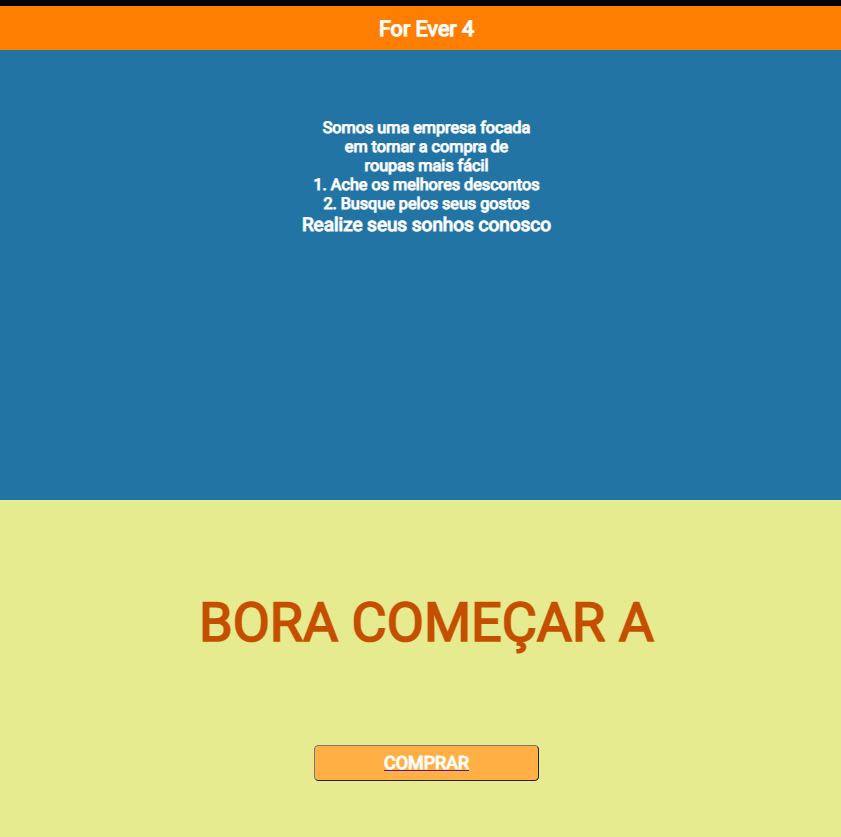 For Ever 4
Somos uma empresa focada
em tornar a compra de
roupas mais fácil
1. Ache os melhores descontos
2. Busque pelos seus gostos
Realize seus sonhos conosco
BORA COMEÇAR A
COMPRAR